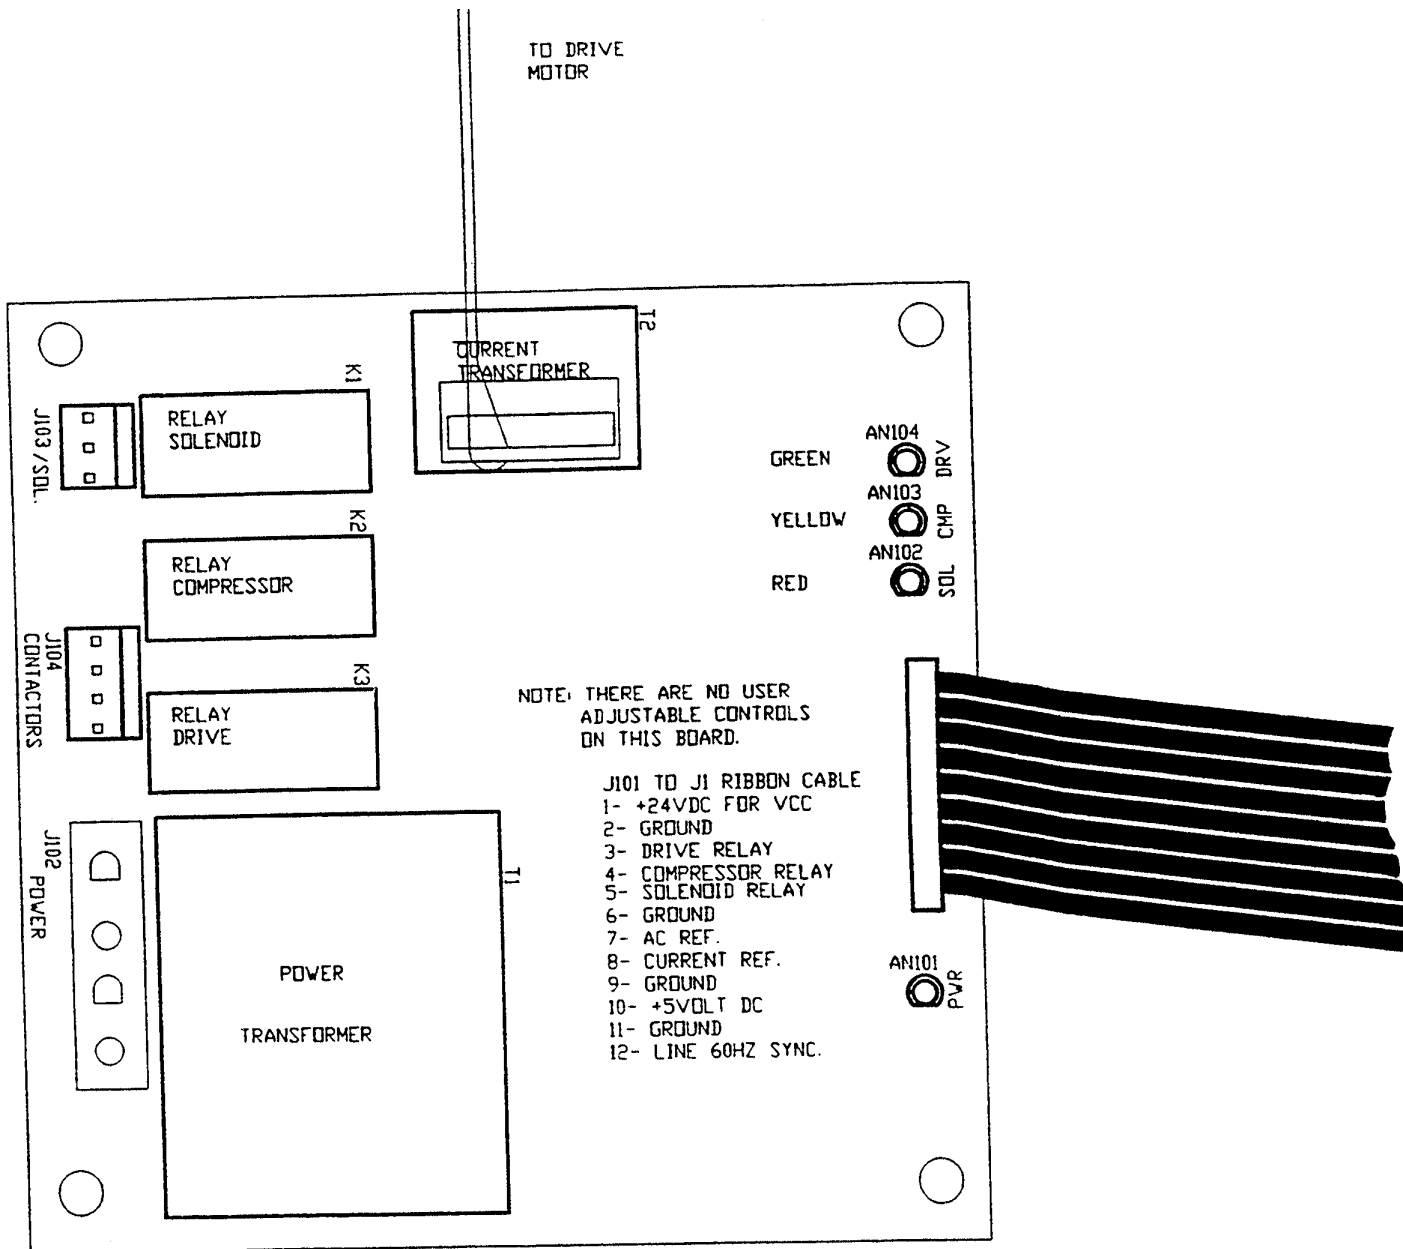 TO DRIVE
MOTOR
T2
CURRENT
TRANSFORMER
K1
J103/SOL.
RELAY
SOLENOID
AN104
GREEN
DRV
AN103
YELLOW
CMP
AN102
RED
SOL
K2
RELAY
COMPRESSOR
J104
CONTACTORS
K3
RELAY
DRIVE
NOTE: THERE ARE NO USER
ADJUSTABLE CONTROLS
ON THIS BOARD.
J101 TO J1 RIBBON CABLE
1- +24VDC FOR VCC
2- GROUND
3- DRIVE RELAY
4- COMPRESSOR RELAY
5- SOLENOID RELAY
6- GROUND
7- AC REF.
8- CURRENT REF.
9- GROUND
10- +5VOLT DC
11- GROUND
12- LINE 60HZ SYNC.
J102
POWER
T1
POWER
TRANSFORMER
AN101
PWR